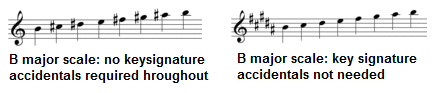 B major scale: no keysignature
accidentals required hroughout
B major scale: key signature
accidentals not needed